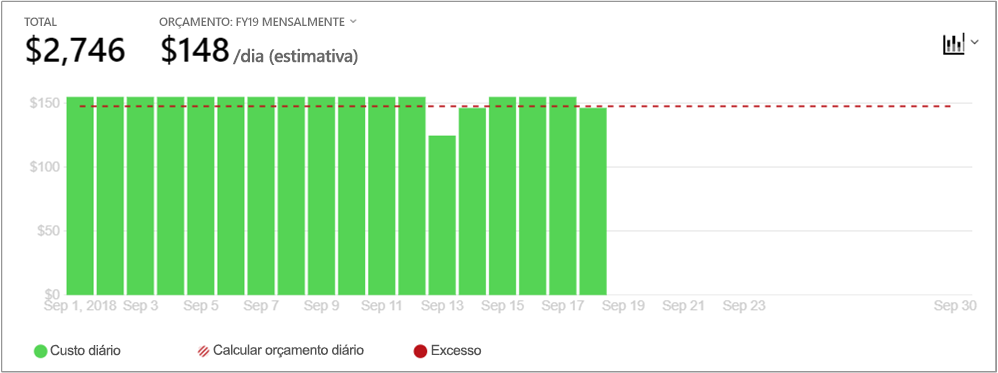 TOTAL
ORÇAMENTO: FY19 MENSALMENTE
$2,746
$148 /dia (estimativa)
$150
$100
$50
$0
Sep 1, 2018 Sep 3 Sep 5 Sep 7 Sep 9 Sep 11 Sep 13 Sep 15 Sep 17 Sep 19 Sep 21 Sep 23 Sep 30
Custo diário Calcular orçamento diário Excesso